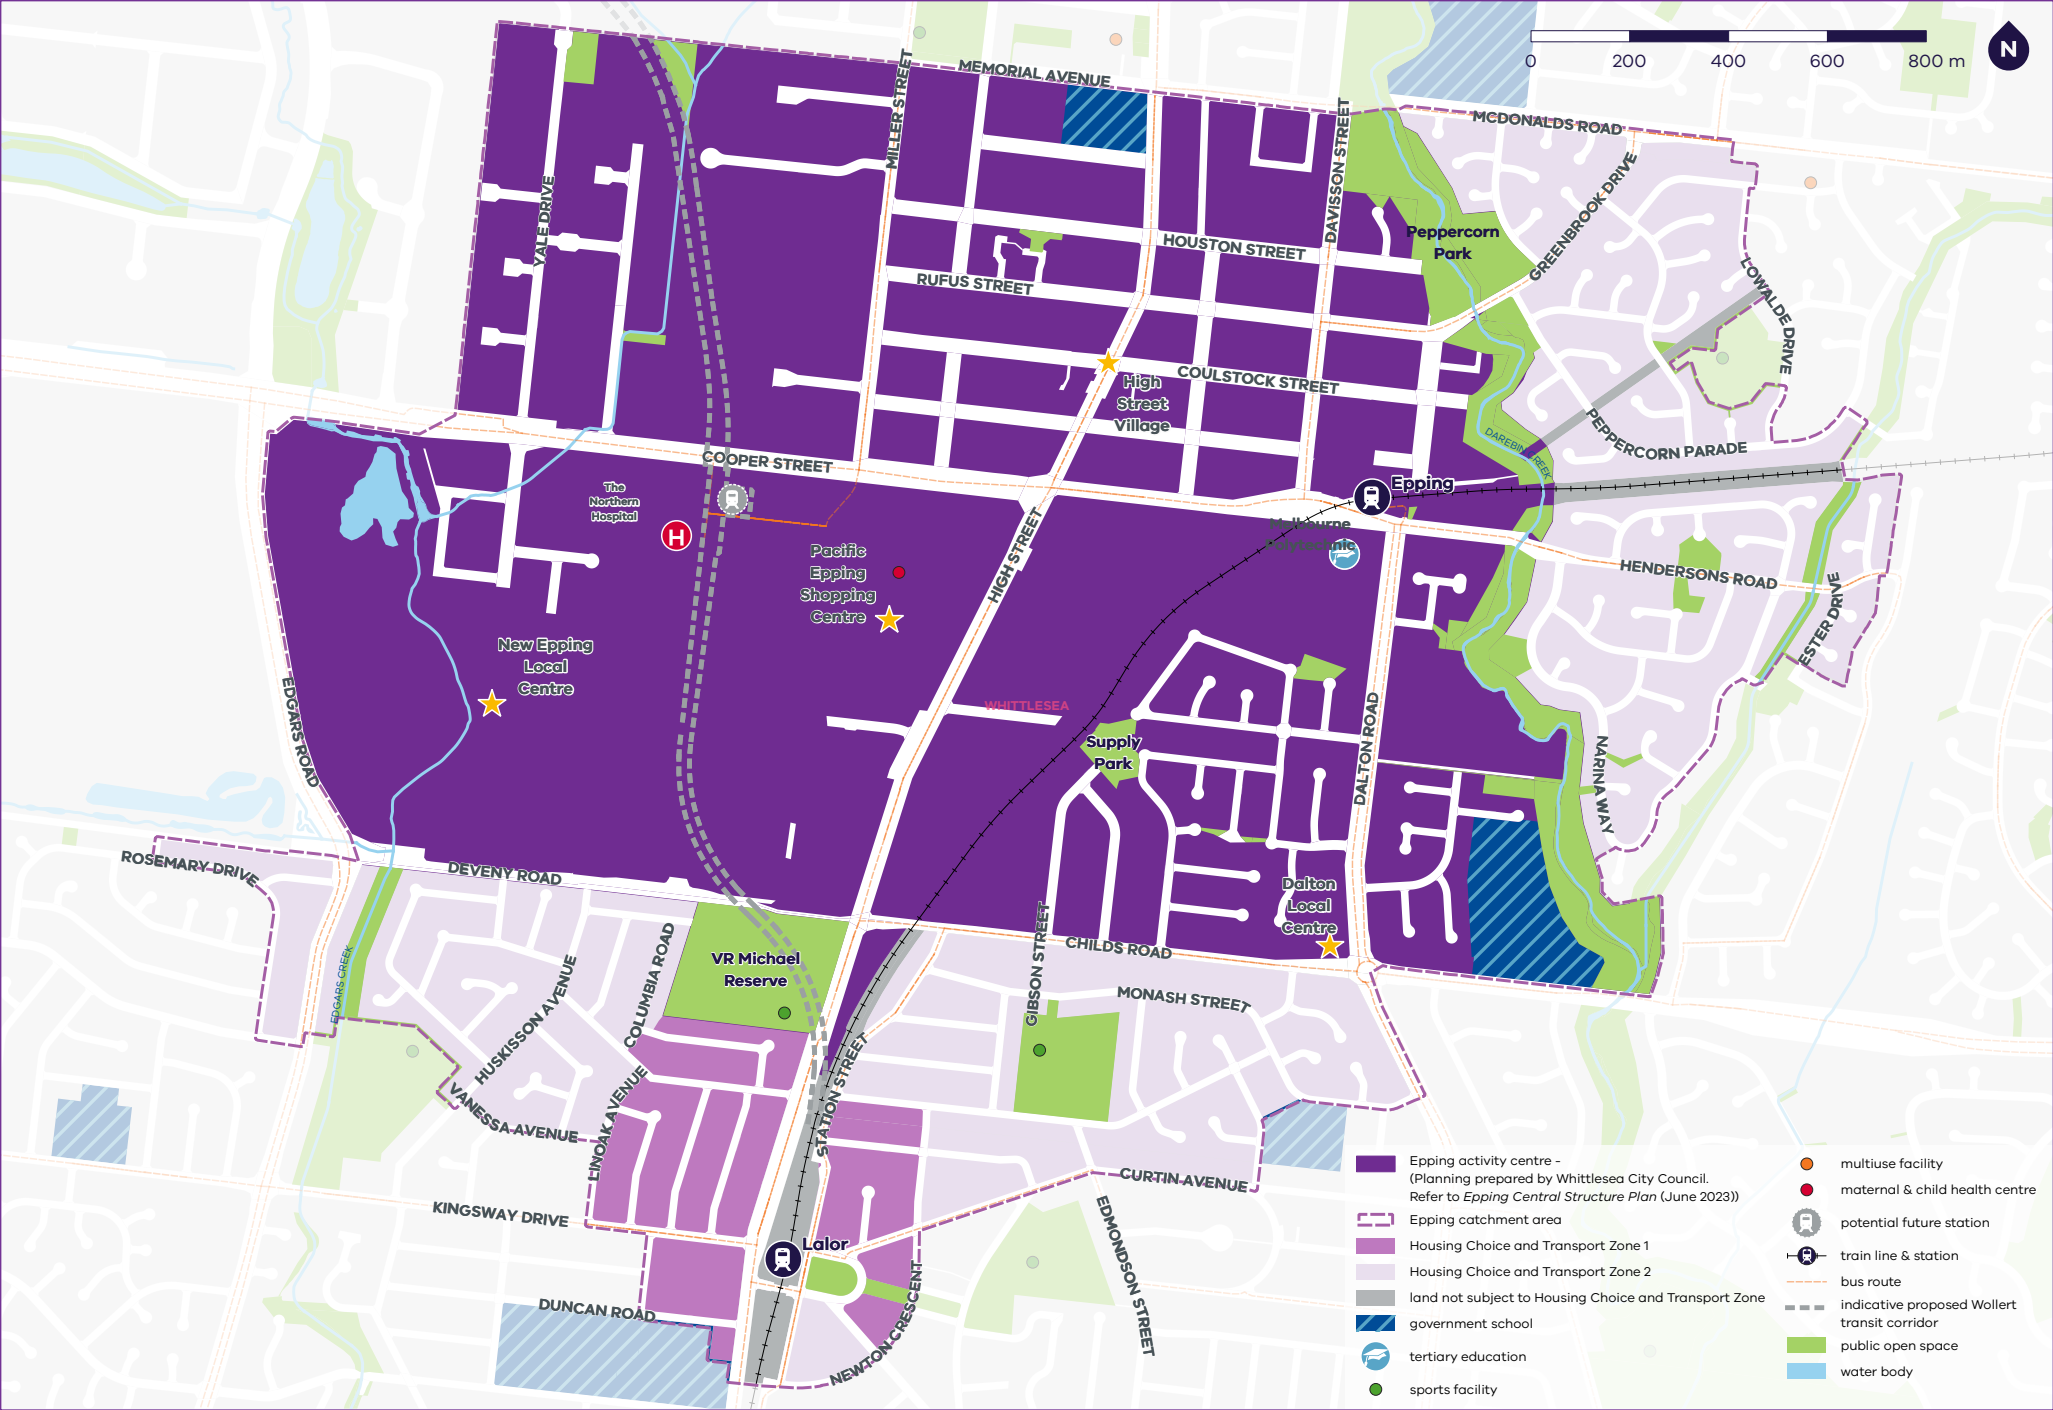 MEMORIAL AVENUE
0
200
400
600
800 m
N
MCDONALDS ROAD
MILLER STREET
DAVISON STREET
GREENBROOK DRIVE
YALE DRIVE
Peppercorn
Park
HOUSTON STREET
RUFUS STREET
LOWALDE DRIVE
COULSTOCK STREET
High
Street
Village
PEPPERCORN PARADE
DAREBIN CREEK
COOPER STREET
The
Northern
Hospital
H
Epping
Melbourne
Polytechnic
Pacific
Epping
Shopping
Centre
HIGH STREET
HENDERSONS ROAD
ESTER DRIVE
New Epping
Local
Centre
EDGARS ROAD
WHITTLESEA
Supply
Park
DALTON ROAD
NARINA WAY
ROSEMARY DRIVE
DEVENY ROAD
Dalton
Local
Centre
CHILDS ROAD
GIBSON STREET
VR Michael
Reserve
COLUMBIA ROAD
HUSKISSON AVENUE
EDGARS CREEK
MONASH STREET
VANESSA AVENUE
LINOAK AVENUE
STATION STREET
CURTIN AVENUE
EDMONDSON STREET
KINGSWAY DRIVE
Lalor
DUNCAN ROAD
NEWTON CRESCENT
Epping activity centre -
(Planning prepared by Whittlesea City Council.
Refer to Epping Central Structure Plan (June 2023))
Epping catchment area
Housing Choice and Transport Zone 1
Housing Choice and Transport Zone 2
land not subject to Housing Choice and Transport Zone
government school
tertiary education
sports facility
multiuse facility
maternal & child health centre
potential future station
train line & station
bus route
indicative proposed Wollert
transit corridor
public open space
water body